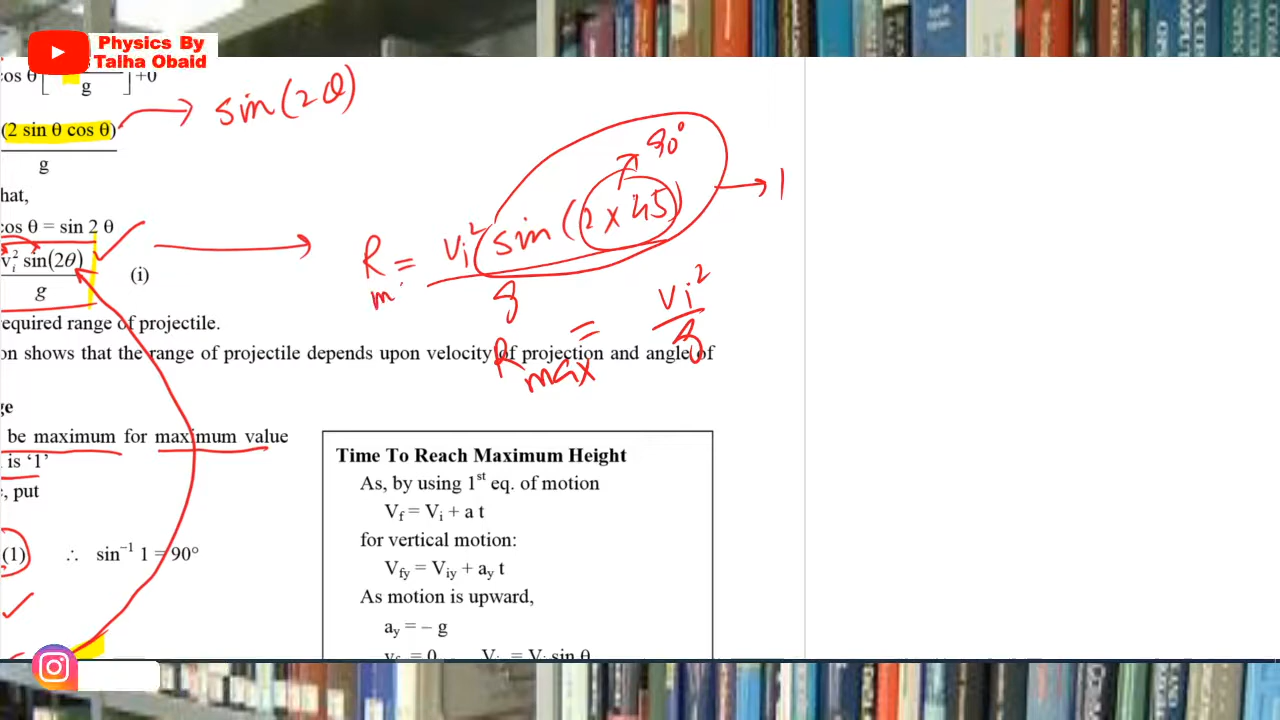 Physics By
Talha Obaid
cos θ [ g ] +0
sin(2θ)
(2 sin θ cos θ)
g
90°
hat,
cos θ = sin 2 θ
1
R m = vi² sin (2 × 45) g
vi² sin(2θ)
g
(i)
Rmax = vi² g
equired range of projectile.
on shows that the range of projectile depends upon velocity of projection and angle of
ge
be maximum for maximum value
is ‘1’
, put
(1) ∴ sin⁻¹ 1 = 90°
Time To Reach Maximum Height
As, by using 1st eq. of motion
Vf = Vi + a t
for vertical motion:
Vfy = Viy + ay t
As motion is upward,
ay = – g